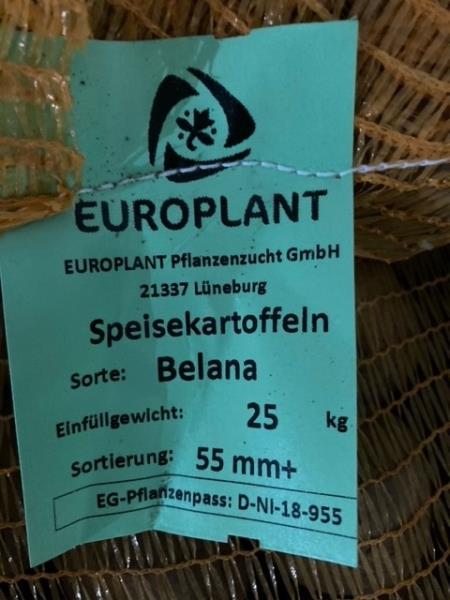 EUROPLANT
EUROPLANT Pflanzenzucht GmbH
21337 Lüneburg
Speisekartoffeln
Sorte: Belana
Einfüllgewicht: 25 kg
Sortierung: 55 mm+
EG-Pflanzenpass: D-NI-18-955